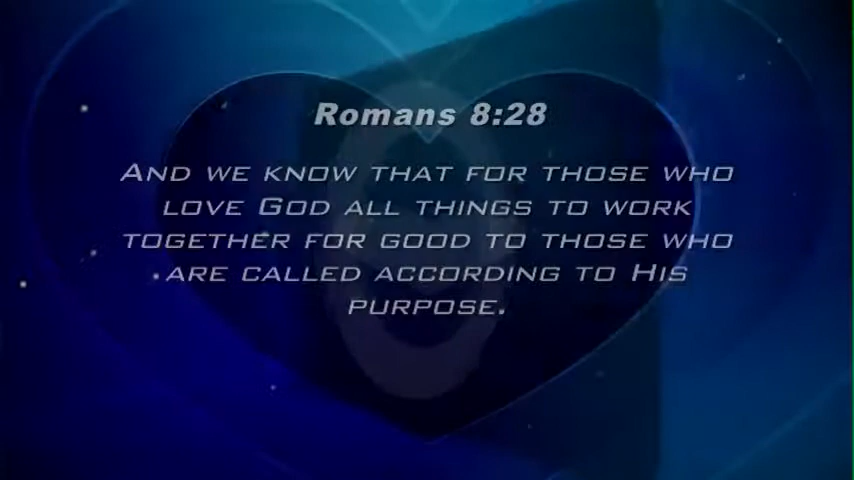 Romans 8:28
And we know that for those who
love God all things to work
together for good to those who
are called according to His
purpose.